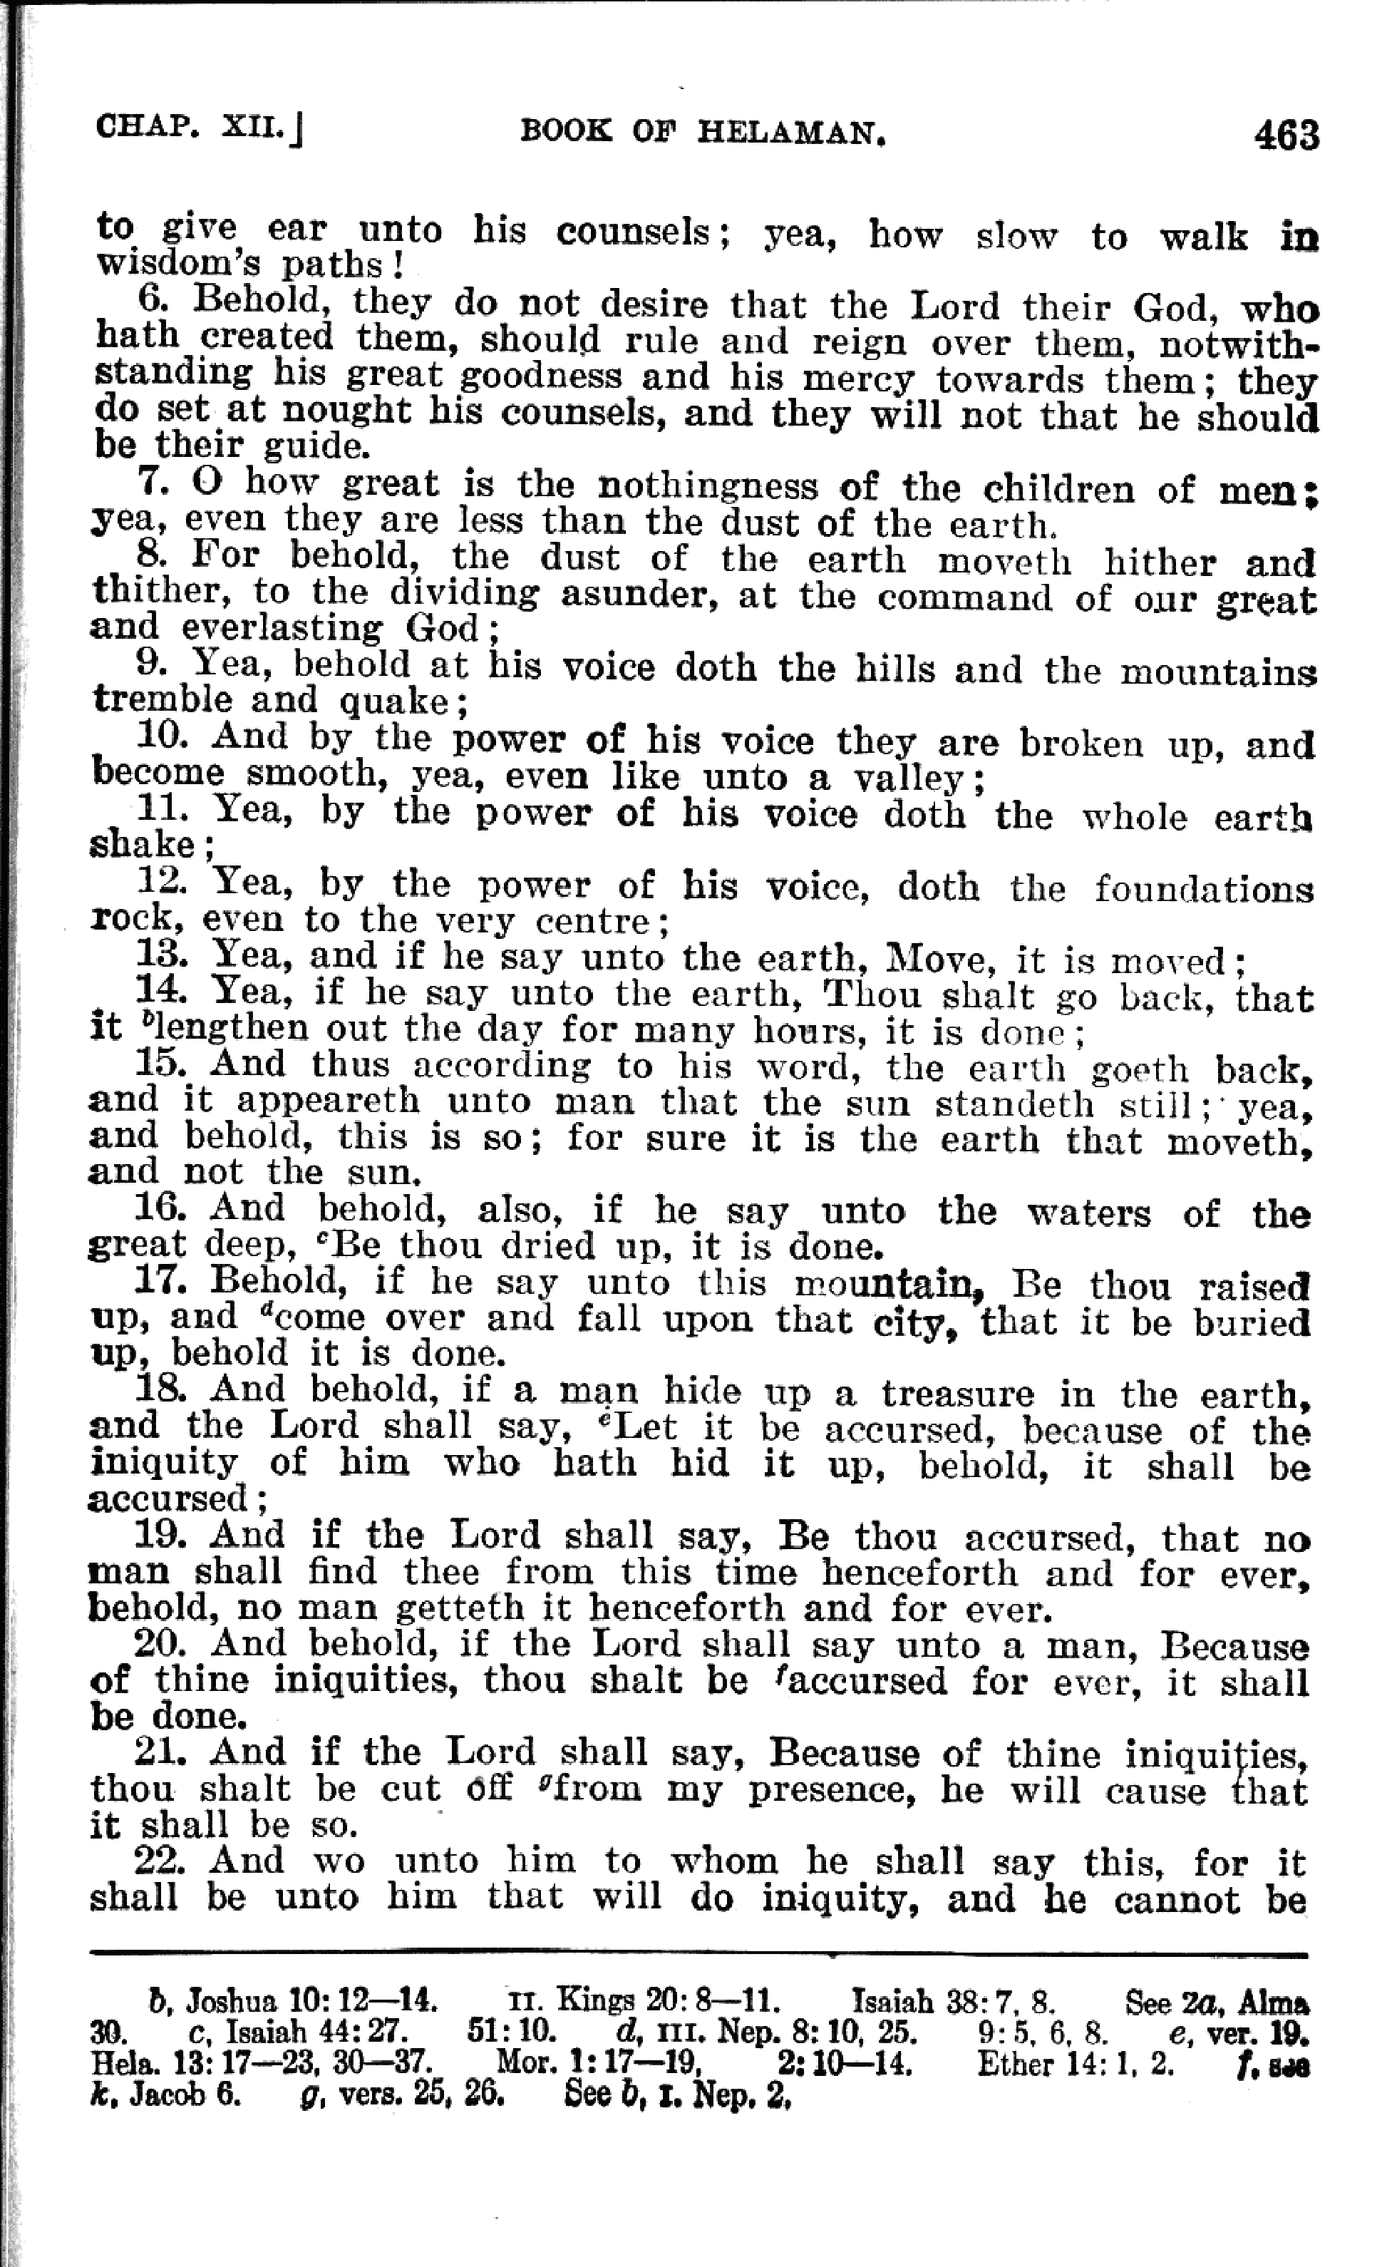 CHAP. XII.] BOOK OF HELAMAN. 463
to give ear unto his counsels; yea, how slow to walk in
wisdom's paths!
6. Behold, they do not desire that the Lord their God, who
hath created them, should rule and reign over them, notwith-
standing his great goodness and his mercy towards them; they
do set at nought his counsels, and they will not that he should
be their guide.
7. O how great is the nothingness of the children of men;
yea, even they are less than the dust of the earth.
8. For behold, the dust of the earth moveth hither and
thither, to the dividing asunder, at the command of our great
and everlasting God;
9. Yea, behold at his voice doth the hills and the mountains
tremble and quake;
10. And by the power of his voice they are broken up, and
become smooth, yea, even like unto a valley;
11. Yea, by the power of his voice doth the whole earth
shake;
12. Yea, by the power of his voice, doth the foundations
rock, even to the very centre;
13. Yea, and if he say unto the earth, Move, it is moved;
14. Yea, if he say unto the earth, Thou shalt go back, that
it blengthen out the day for many hours, it is done;
15. And thus according to his word, the earth goeth back,
and it appeareth unto man that the sun standeth still; yea,
and behold, this is so; for sure it is the earth that moveth,
and not the sun.
16. And behold, also, if he say unto the waters of the
great deep, cBe thou dried up, it is done.
17. Behold, if he say unto this mountain, Be thou raised
up, and dcome over and fall upon that city, that it be buried
up, behold it is done.
18. And behold, if a man hide up a treasure in the earth,
and the Lord shall say, eLet it be accursed, because of the
iniquity of him who hath hid it up, behold, it shall be
accursed;
19. And if the Lord shall say, Be thou accursed, that no
man shall find thee from this time henceforth and for ever,
behold, no man getteth it henceforth and for ever.
20. And behold, if the Lord shall say unto a man, Because
of thine iniquities, thou shalt be faccursed for ever, it shall
be done.
21. And if the Lord shall say, Because of thine iniquities,
thou shalt be cut off gfrom my presence, he will cause that
it shall be so.
22. And wo unto him to whom he shall say this, for it
shall be unto him that will do iniquity, and he cannot be
b, Joshua 10: 12—14. II. Kings 20: 8—11. Isaiah 38: 7, 8. See 2a, Alma
30. c, Isaiah 44: 27. 51: 10. d, III. Nep. 8: 10, 25. 9: 5, 6, 8. e, ver. 19.
Hela. 13: 17—23, 30—37. Mor. 1: 17—19, 2: 10—14. Ether 14: 1, 2. f, see
k, Jacob 6. g, vers. 25, 26. See b, I. Nep. 2.